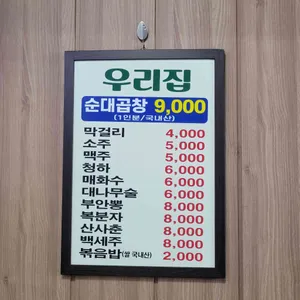 우리집
순대곱창 9,000
(1인분/국내산)
막걸리 4,000
소주 5,000
맥주 5,000
청하 6,000
매화수 6,000
대나무술 6,000
부안뽕 8,000
복분자 8,000
산사춘 8,000
백세주 8,000
볶음밥(쌀 국내산) 2,000